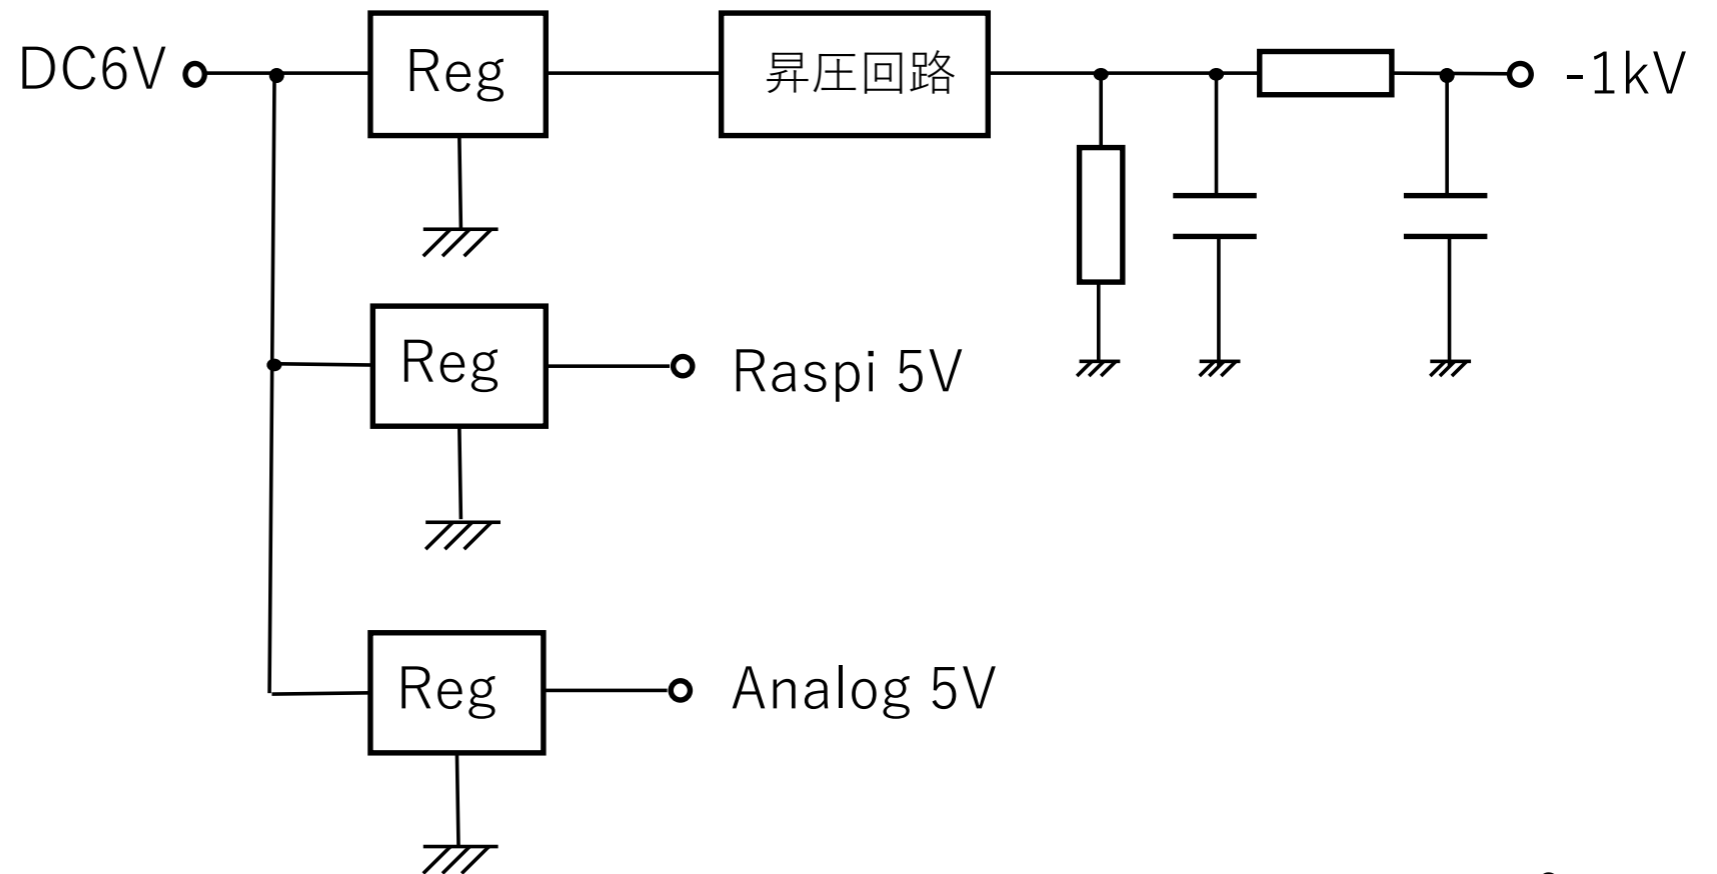 DC6V
Reg
昇圧回路
-1kV
Reg
Raspi 5V
Reg
Analog 5V